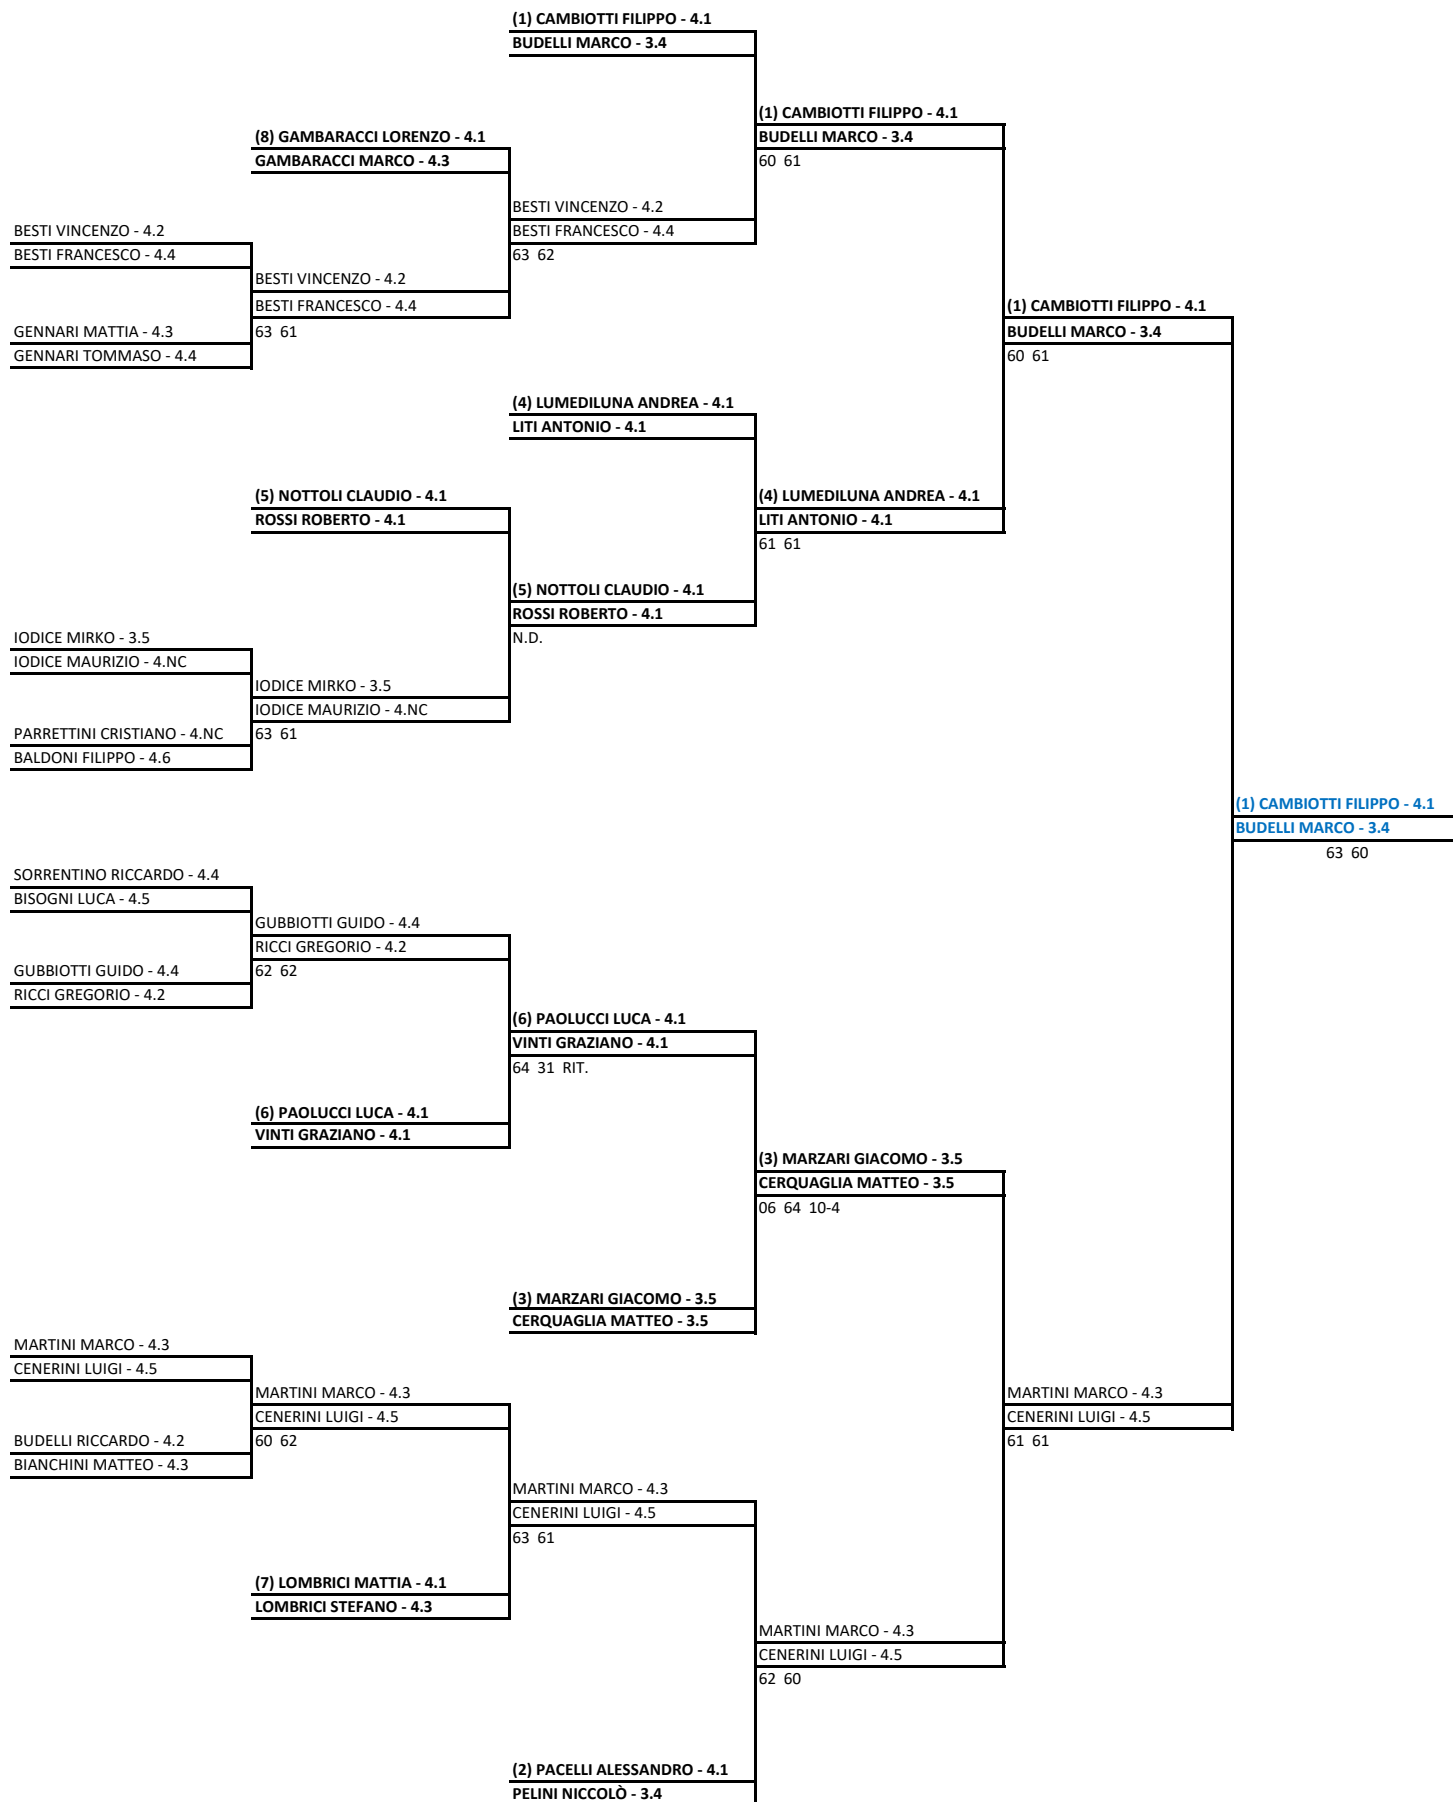 (1) CAMBIOTTI FILIPPO - 4.1
BUDELLI MARCO - 3.4
(1) CAMBIOTTI FILIPPO - 4.1
(8) GAMBARACCI LORENZO - 4.1
BUDELLI MARCO - 3.4
GAMBARACCI MARCO - 4.3
60 61
BESTI VINCENZO - 4.2
BESTI VINCENZO - 4.2
BESTI FRANCESCO - 4.4
BESTI FRANCESCO - 4.4
63 62
BESTI VINCENZO - 4.2
BESTI FRANCESCO - 4.4
(1) CAMBIOTTI FILIPPO - 4.1
GENNARI MATTIA - 4.3
63 61
BUDELLI MARCO - 3.4
GENNARI TOMMASO - 4.4
60 61
(4) LUMEDILUNA ANDREA - 4.1
LITI ANTONIO - 4.1
(5) NOTTOLI CLAUDIO - 4.1
(4) LUMEDILUNA ANDREA - 4.1
ROSSI ROBERTO - 4.1
LITI ANTONIO - 4.1
61 61
(5) NOTTOLI CLAUDIO - 4.1
ROSSI ROBERTO - 4.1
IODICE MIRKO - 3.5
N.D.
IODICE MAURIZIO - 4.NC
IODICE MIRKO - 3.5
IODICE MAURIZIO - 4.NC
PARRETTINI CRISTIANO - 4.NC
63 61
BALDONI FILIPPO - 4.6
(1) CAMBIOTTI FILIPPO - 4.1
BUDELLI MARCO - 3.4
63 60
SORRENTINO RICCARDO - 4.4
BISOGNI LUCA - 4.5
GUBBIOTTI GUIDO - 4.4
RICCI GREGORIO - 4.2
GUBBIOTTI GUIDO - 4.4
62 62
RICCI GREGORIO - 4.2
(6) PAOLUCCI LUCA - 4.1
VINTI GRAZIANO - 4.1
64 31 RIT.
(6) PAOLUCCI LUCA - 4.1
VINTI GRAZIANO - 4.1
(3) MARZARI GIACOMO - 3.5
CERQUAGLIA MATTEO - 3.5
06 64 10-4
(3) MARZARI GIACOMO - 3.5
CERQUAGLIA MATTEO - 3.5
MARTINI MARCO - 4.3
CENERINI LUIGI - 4.5
MARTINI MARCO - 4.3
MARTINI MARCO - 4.3
CENERINI LUIGI - 4.5
CENERINI LUIGI - 4.5
BUDELLI RICCARDO - 4.2
60 62
61 61
BIANCHINI MATTEO - 4.3
MARTINI MARCO - 4.3
CENERINI LUIGI - 4.5
63 61
(7) LOMBRICI MATTIA - 4.1
LOMBRICI STEFANO - 4.3
MARTINI MARCO - 4.3
CENERINI LUIGI - 4.5
62 60
(2) PACELLI ALESSANDRO - 4.1
PELINI NICCOLÒ - 3.4